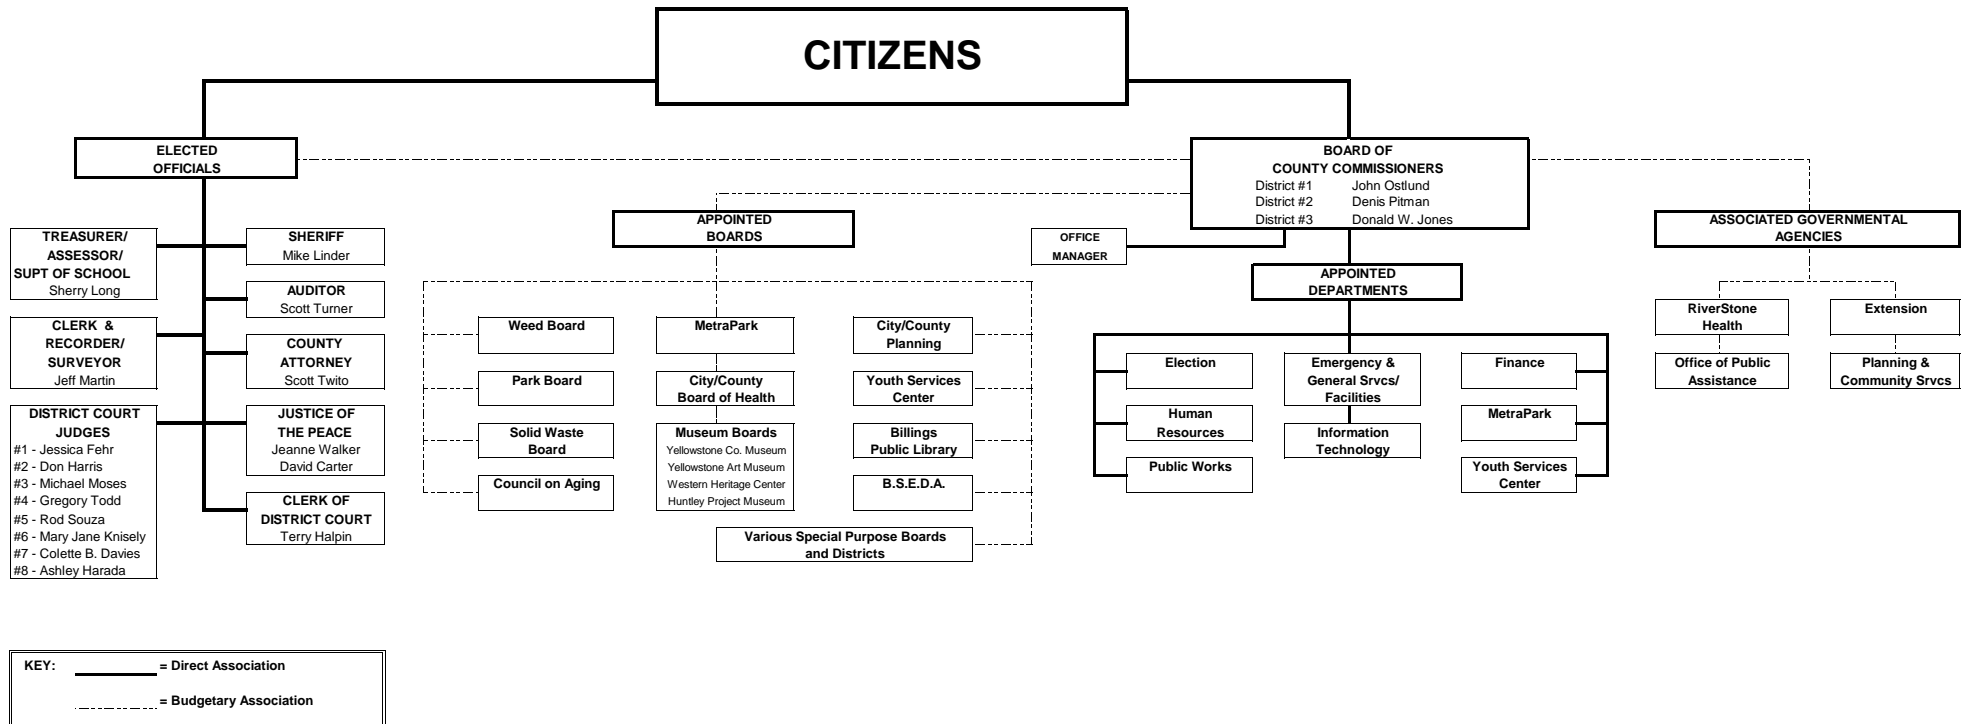 CITIZENS
ELECTED
OFFICIALS
BOARD OF
COUNTY COMMISSIONERS
District #1 John Ostlund
District #2 Denis Pitman
District #3 Donald W. Jones
APPOINTED
BOARDS
OFFICE
MANAGER
APPOINTED
DEPARTMENTS
ASSOCIATED GOVERNMENTAL
AGENCIES
TREASURER/
ASSESSOR/
SUPT OF SCHOOL
Sherry Long
CLERK &
RECORDER/
SURVEYOR
Jeff Martin
DISTRICT COURT
JUDGES
#1 - Jessica Fehr
#2 - Don Harris
#3 - Michael Moses
#4 - Gregory Todd
#5 - Rod Souza
#6 - Mary Jane Knisely
#7 - Colette B. Davies
#8 - Ashley Harada
SHERIFF
Mike Linder
AUDITOR
Scott Turner
COUNTY
ATTORNEY
Scott Twito
JUSTICE OF
THE PEACE
Jeanne Walker
David Carter
CLERK OF
DISTRICT COURT
Terry Halpin
Weed Board
Park Board
Solid Waste
Board
Council on Aging
MetraPark
City/County
Board of Health
Museum Boards
Yellowstone Co. Museum
Yellowstone Art Museum
Western Heritage Center
Huntley Project Museum
City/County
Planning
Youth Services
Center
Billings
Public Library
B.S.E.D.A.
Various Special Purpose Boards
and Districts
Election
Human
Resources
Public Works
Emergency &
General Srvcs/
Facilities
Information
Technology
Finance
MetraPark
Youth Services
Center
RiverStone
Health
Office of Public
Assistance
Extension
Planning &
Community Srvcs
KEY: = Direct Association
= Budgetary Association